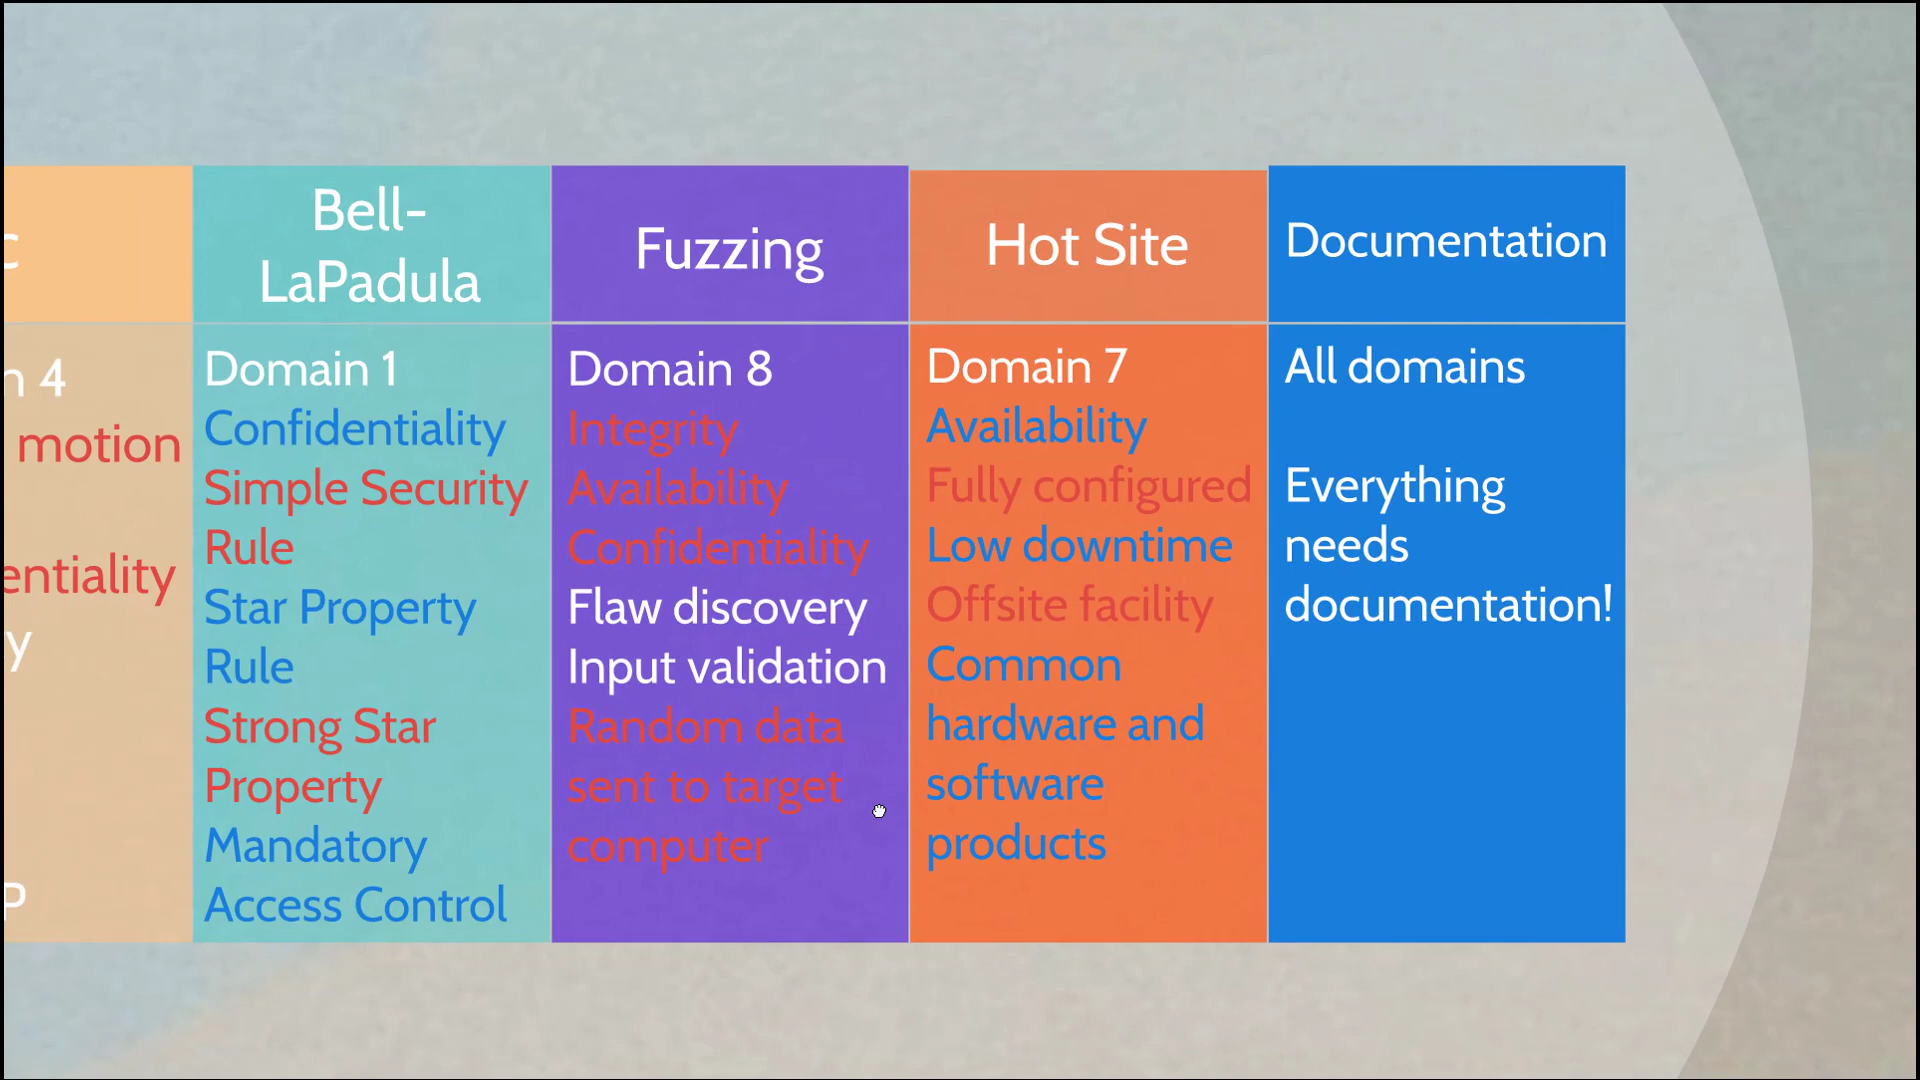 c
n 4
motion
entiality
y
P
Bell-
LaPadula
Domain 1
Confidentiality
Simple Security
Rule
Star Property
Rule
Strong Star
Property
Mandatory
Access Control
Fuzzing
Domain 8
Integrity
Availability
Confidentiality
Flaw discovery
Input validation
Random data
sent to target
computer
Hot Site
Domain 7
Availability
Fully configured
Low downtime
Offsite facility
Common
hardware and
software
products
Documentation
All domains
Everything
needs
documentation!